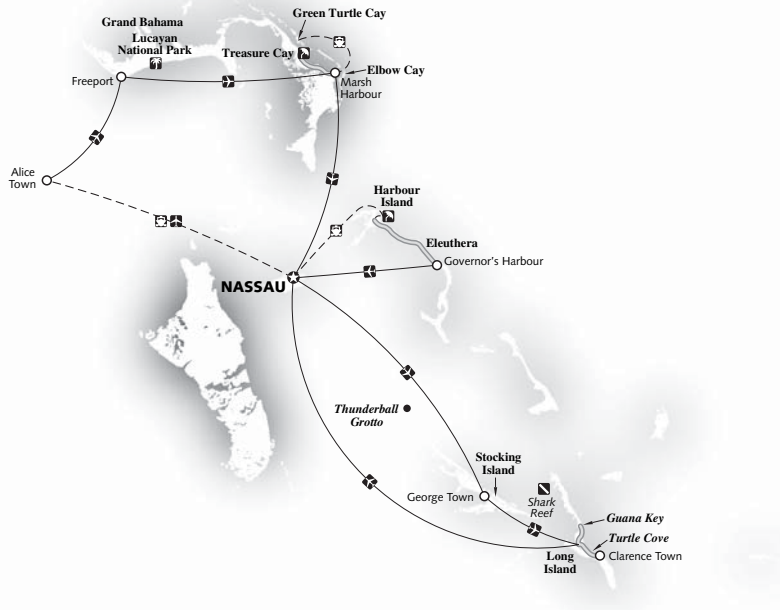 Green Turtle Cay
Grand Bahama
Lucayan
National Park
Treasure Cay
Elbow Cay
Freeport
Marsh
Harbour
Alice
Town
Harbour
Island
Eleuthera
Governor's Harbour
NASSAU
Thunderball
Grotto
Stocking
Island
George Town
Shark
Reef
Guana Key
Turtle Cove
Long
Island
Clarence Town